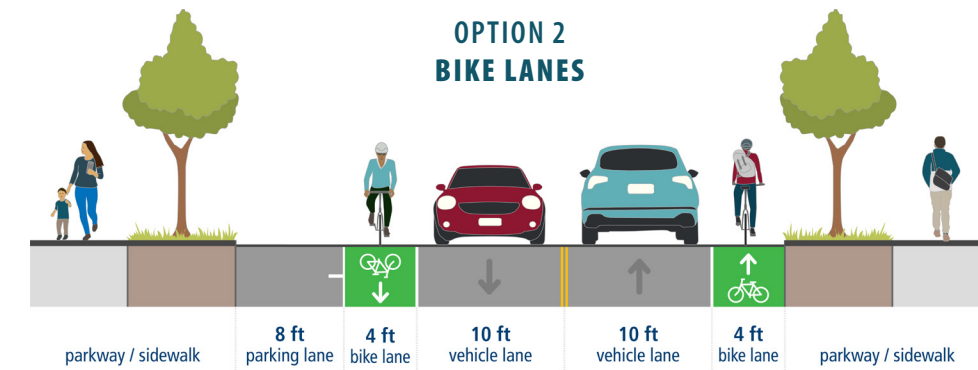 OPTION 2
BIKE LANES
parkway / sidewalk
8 ft
parking lane
4 ft
bike lane
10 ft
vehicle lane
10 ft
vehicle lane
4 ft
bike lane
parkway / sidewalk